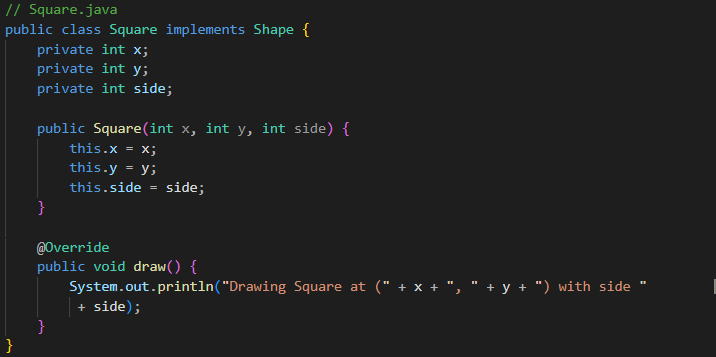 // Square.java
public class Square implements Shape {
    private int x;
    private int y;
    private int side;
    public Square(int x, int y, int side) {
        this.x = x;
        this.y = y;
        this.side = side;
    }
    @Override
    public void draw() {
        System.out.println("Drawing Square at (" + x + ", " + y + ") with side "
         + side);
    }
}